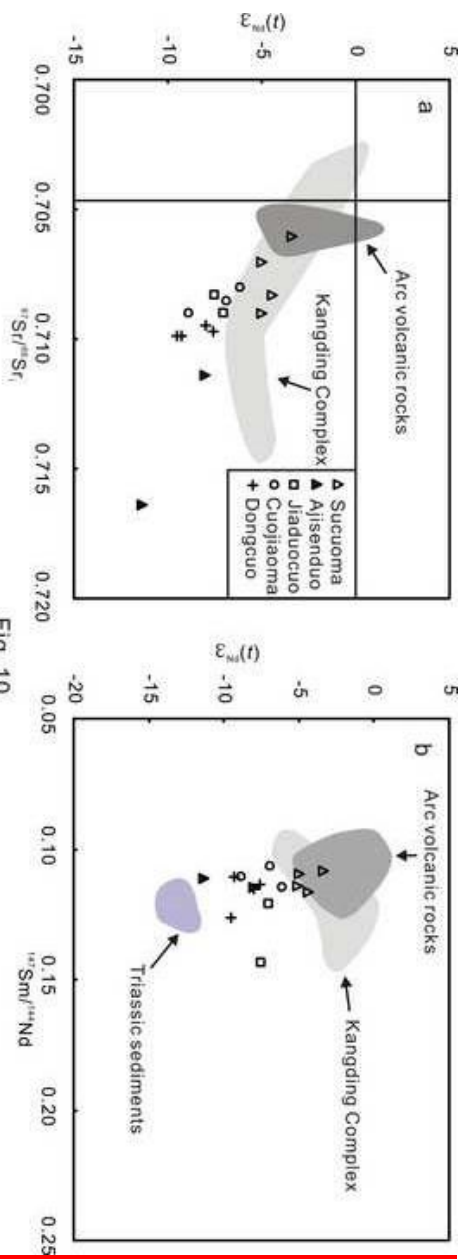 a
Arc volcanic rocks
Kangding Complex
△ Sucuoma
▲ Ajisenduo
□ Jiaduocuo
○ Cuojiaoma
+ Dongcuo
εNd(t)
5
0
-5
-10
-15
0.700
0.705
0.710
0.715
0.720
⁸⁷Sr/⁸⁶Srᵢ
b
Arc volcanic
rocks
Kangding Complex
Triassic sediments
εNd(t)
0
-5
-10
-15
-20
0.05
0.10
0.15
0.20
0.25
¹⁴⁷Sm/¹⁴⁴Nd
Fig. 10